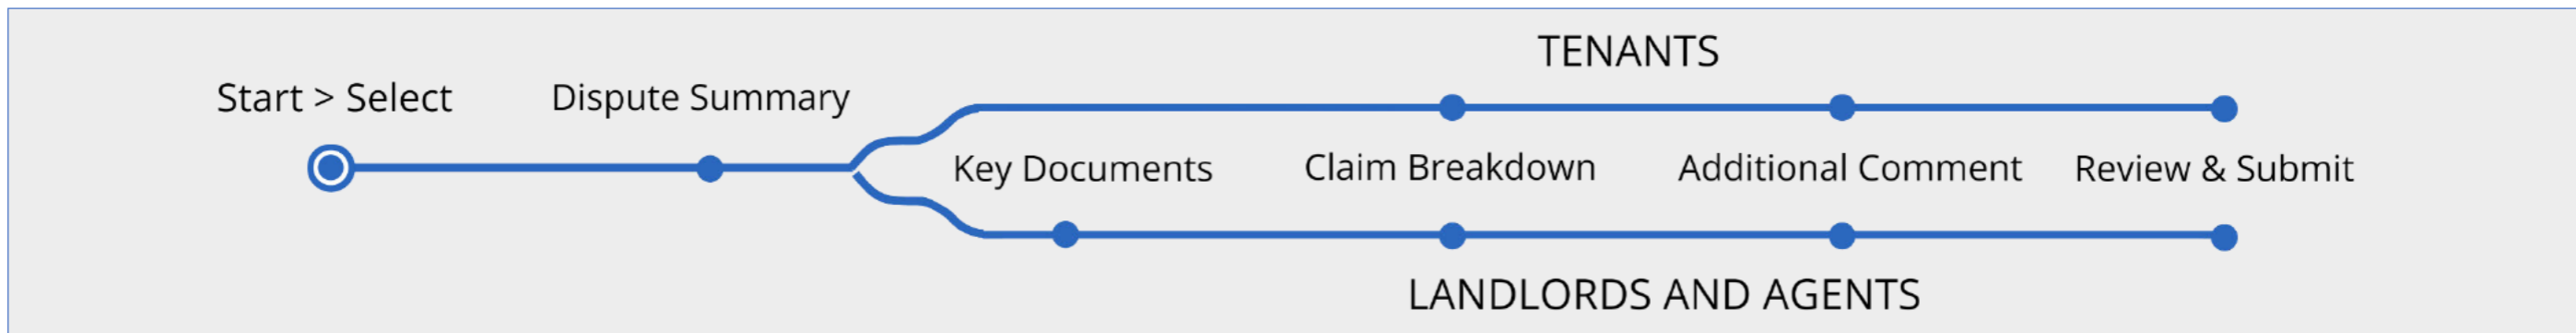 TENANTS
Start > Select
Dispute Summary
Key Documents
Claim Breakdown
Additional Comment
Review & Submit
LANDLORDS AND AGENTS